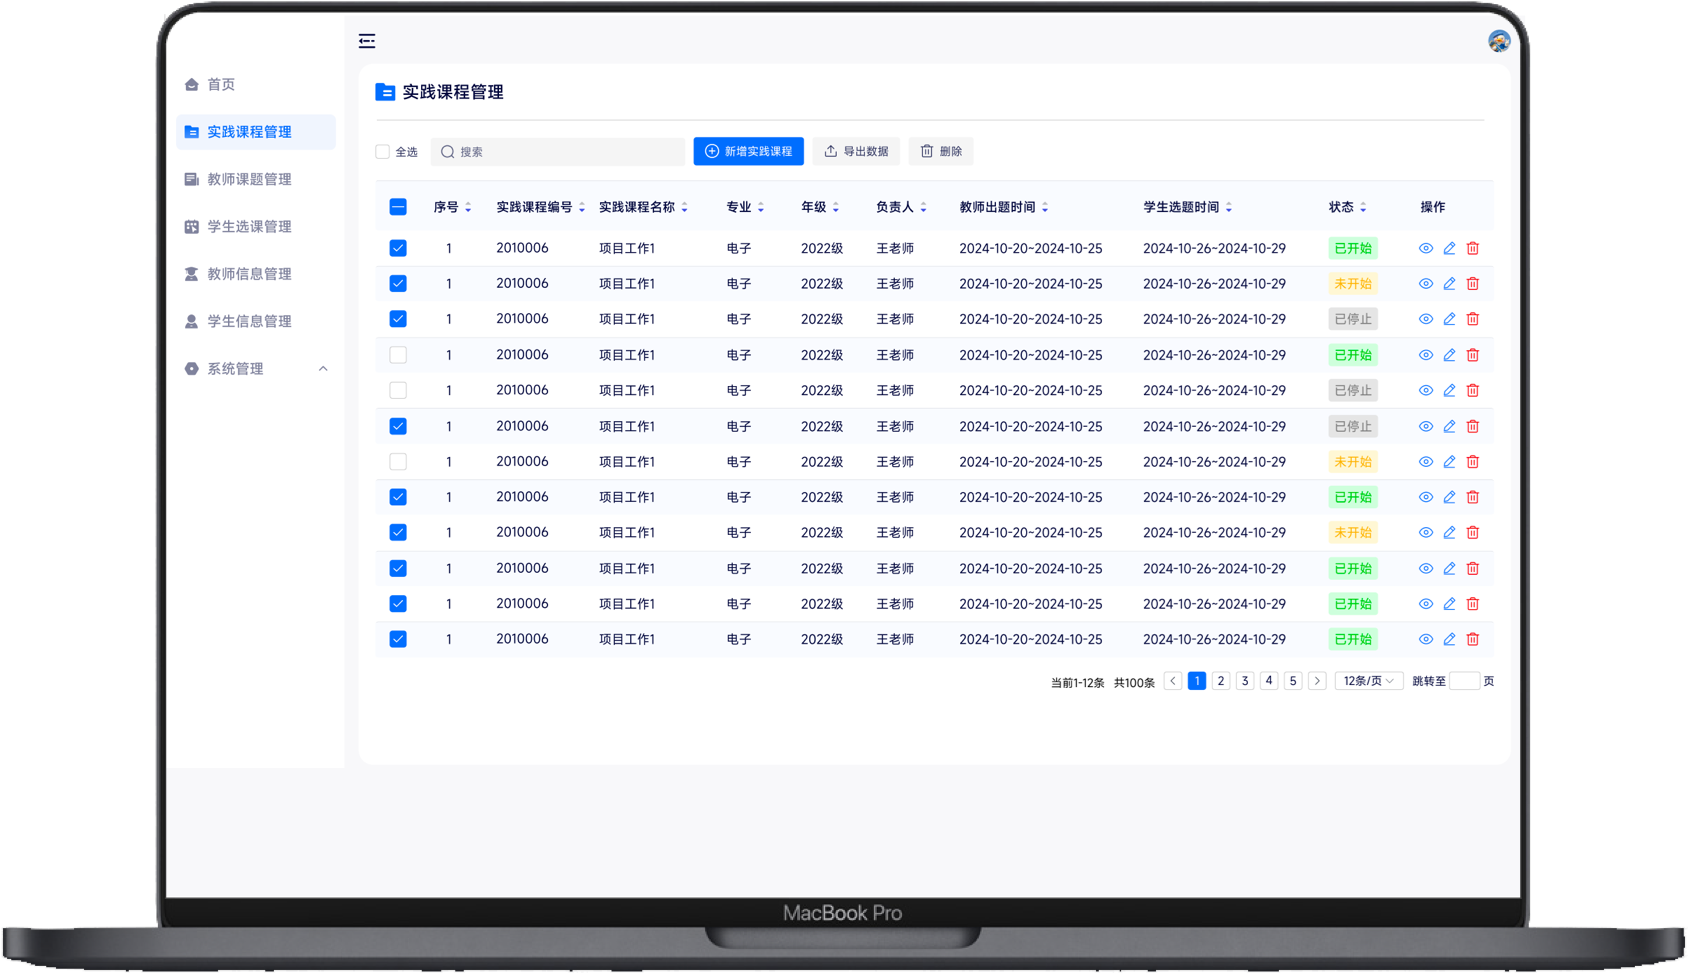 首页
实践课程管理
教师课题管理
学生选课管理
教师信息管理
学生信息管理
系统管理
实践课程管理
全选 搜索 新增实践课程 导出数据 删除
序号 实践课程编号 实践课程名称 专业 年级 负责人 教师出题时间 学生选题时间 状态 操作
1 2010006 项目工作1 电子 2022级 王老师 2024-10-20~2024-10-25 2024-10-26~2024-10-29 已开始
1 2010006 项目工作1 电子 2022级 王老师 2024-10-20~2024-10-25 2024-10-26~2024-10-29 未开始
1 2010006 项目工作1 电子 2022级 王老师 2024-10-20~2024-10-25 2024-10-26~2024-10-29 已停止
1 2010006 项目工作1 电子 2022级 王老师 2024-10-20~2024-10-25 2024-10-26~2024-10-29 已开始
1 2010006 项目工作1 电子 2022级 王老师 2024-10-20~2024-10-25 2024-10-26~2024-10-29 已停止
1 2010006 项目工作1 电子 2022级 王老师 2024-10-20~2024-10-25 2024-10-26~2024-10-29 已停止
1 2010006 项目工作1 电子 2022级 王老师 2024-10-20~2024-10-25 2024-10-26~2024-10-29 未开始
1 2010006 项目工作1 电子 2022级 王老师 2024-10-20~2024-10-25 2024-10-26~2024-10-29 已开始
1 2010006 项目工作1 电子 2022级 王老师 2024-10-20~2024-10-25 2024-10-26~2024-10-29 未开始
1 2010006 项目工作1 电子 2022级 王老师 2024-10-20~2024-10-25 2024-10-26~2024-10-29 已开始
1 2010006 项目工作1 电子 2022级 王老师 2024-10-20~2024-10-25 2024-10-26~2024-10-29 已开始
1 2010006 项目工作1 电子 2022级 王老师 2024-10-20~2024-10-25 2024-10-26~2024-10-29 已开始
当前1-12条 共100条 1 2 3 4 5 12条/页 跳转至 页
MacBook Pro